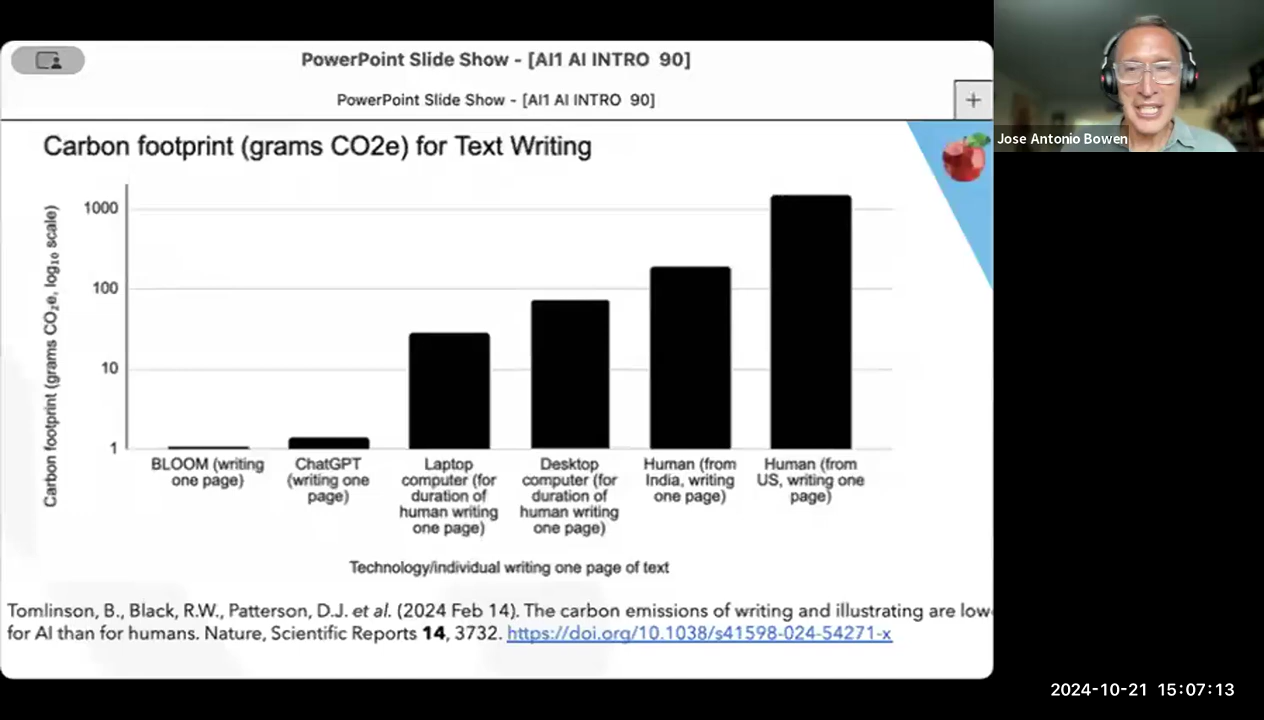 PowerPoint Slide Show - [AI1 AI INTRO 90]
PowerPoint Slide Show - [AI1 AI INTRO 90]
+
Jose Antonio Bowen
Carbon footprint (grams CO2e) for Text Writing
Carbon footprint (grams CO₂e, log₁₀ scale)
1000
100
10
1
BLOOM (writing
one page)
ChatGPT
(writing one
page)
Laptop
computer (for
duration of
human writing
one page)
Desktop
computer (for
duration of
human writing
one page)
Human (from
India, writing
one page)
Human (from
US, writing one
page)
Technology/individual writing one page of text
Tomlinson, B., Black, R.W., Patterson, D.J. et al. (2024 Feb 14). The carbon emissions of writing and illustrating are low
for AI than for humans. Nature, Scientific Reports 14, 3732. https://doi.org/10.1038/s41598-024-54271-x
2024-10-21 15:07:13